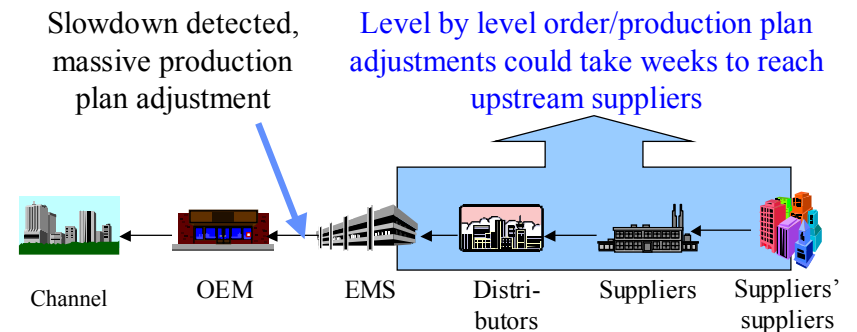 Slowdown detected,
massive production
plan adjustment
Level by level order/production plan
adjustments could take weeks to reach
upstream suppliers
Channel
OEM
EMS
Distri-
butors
Suppliers
Suppliers’
suppliers